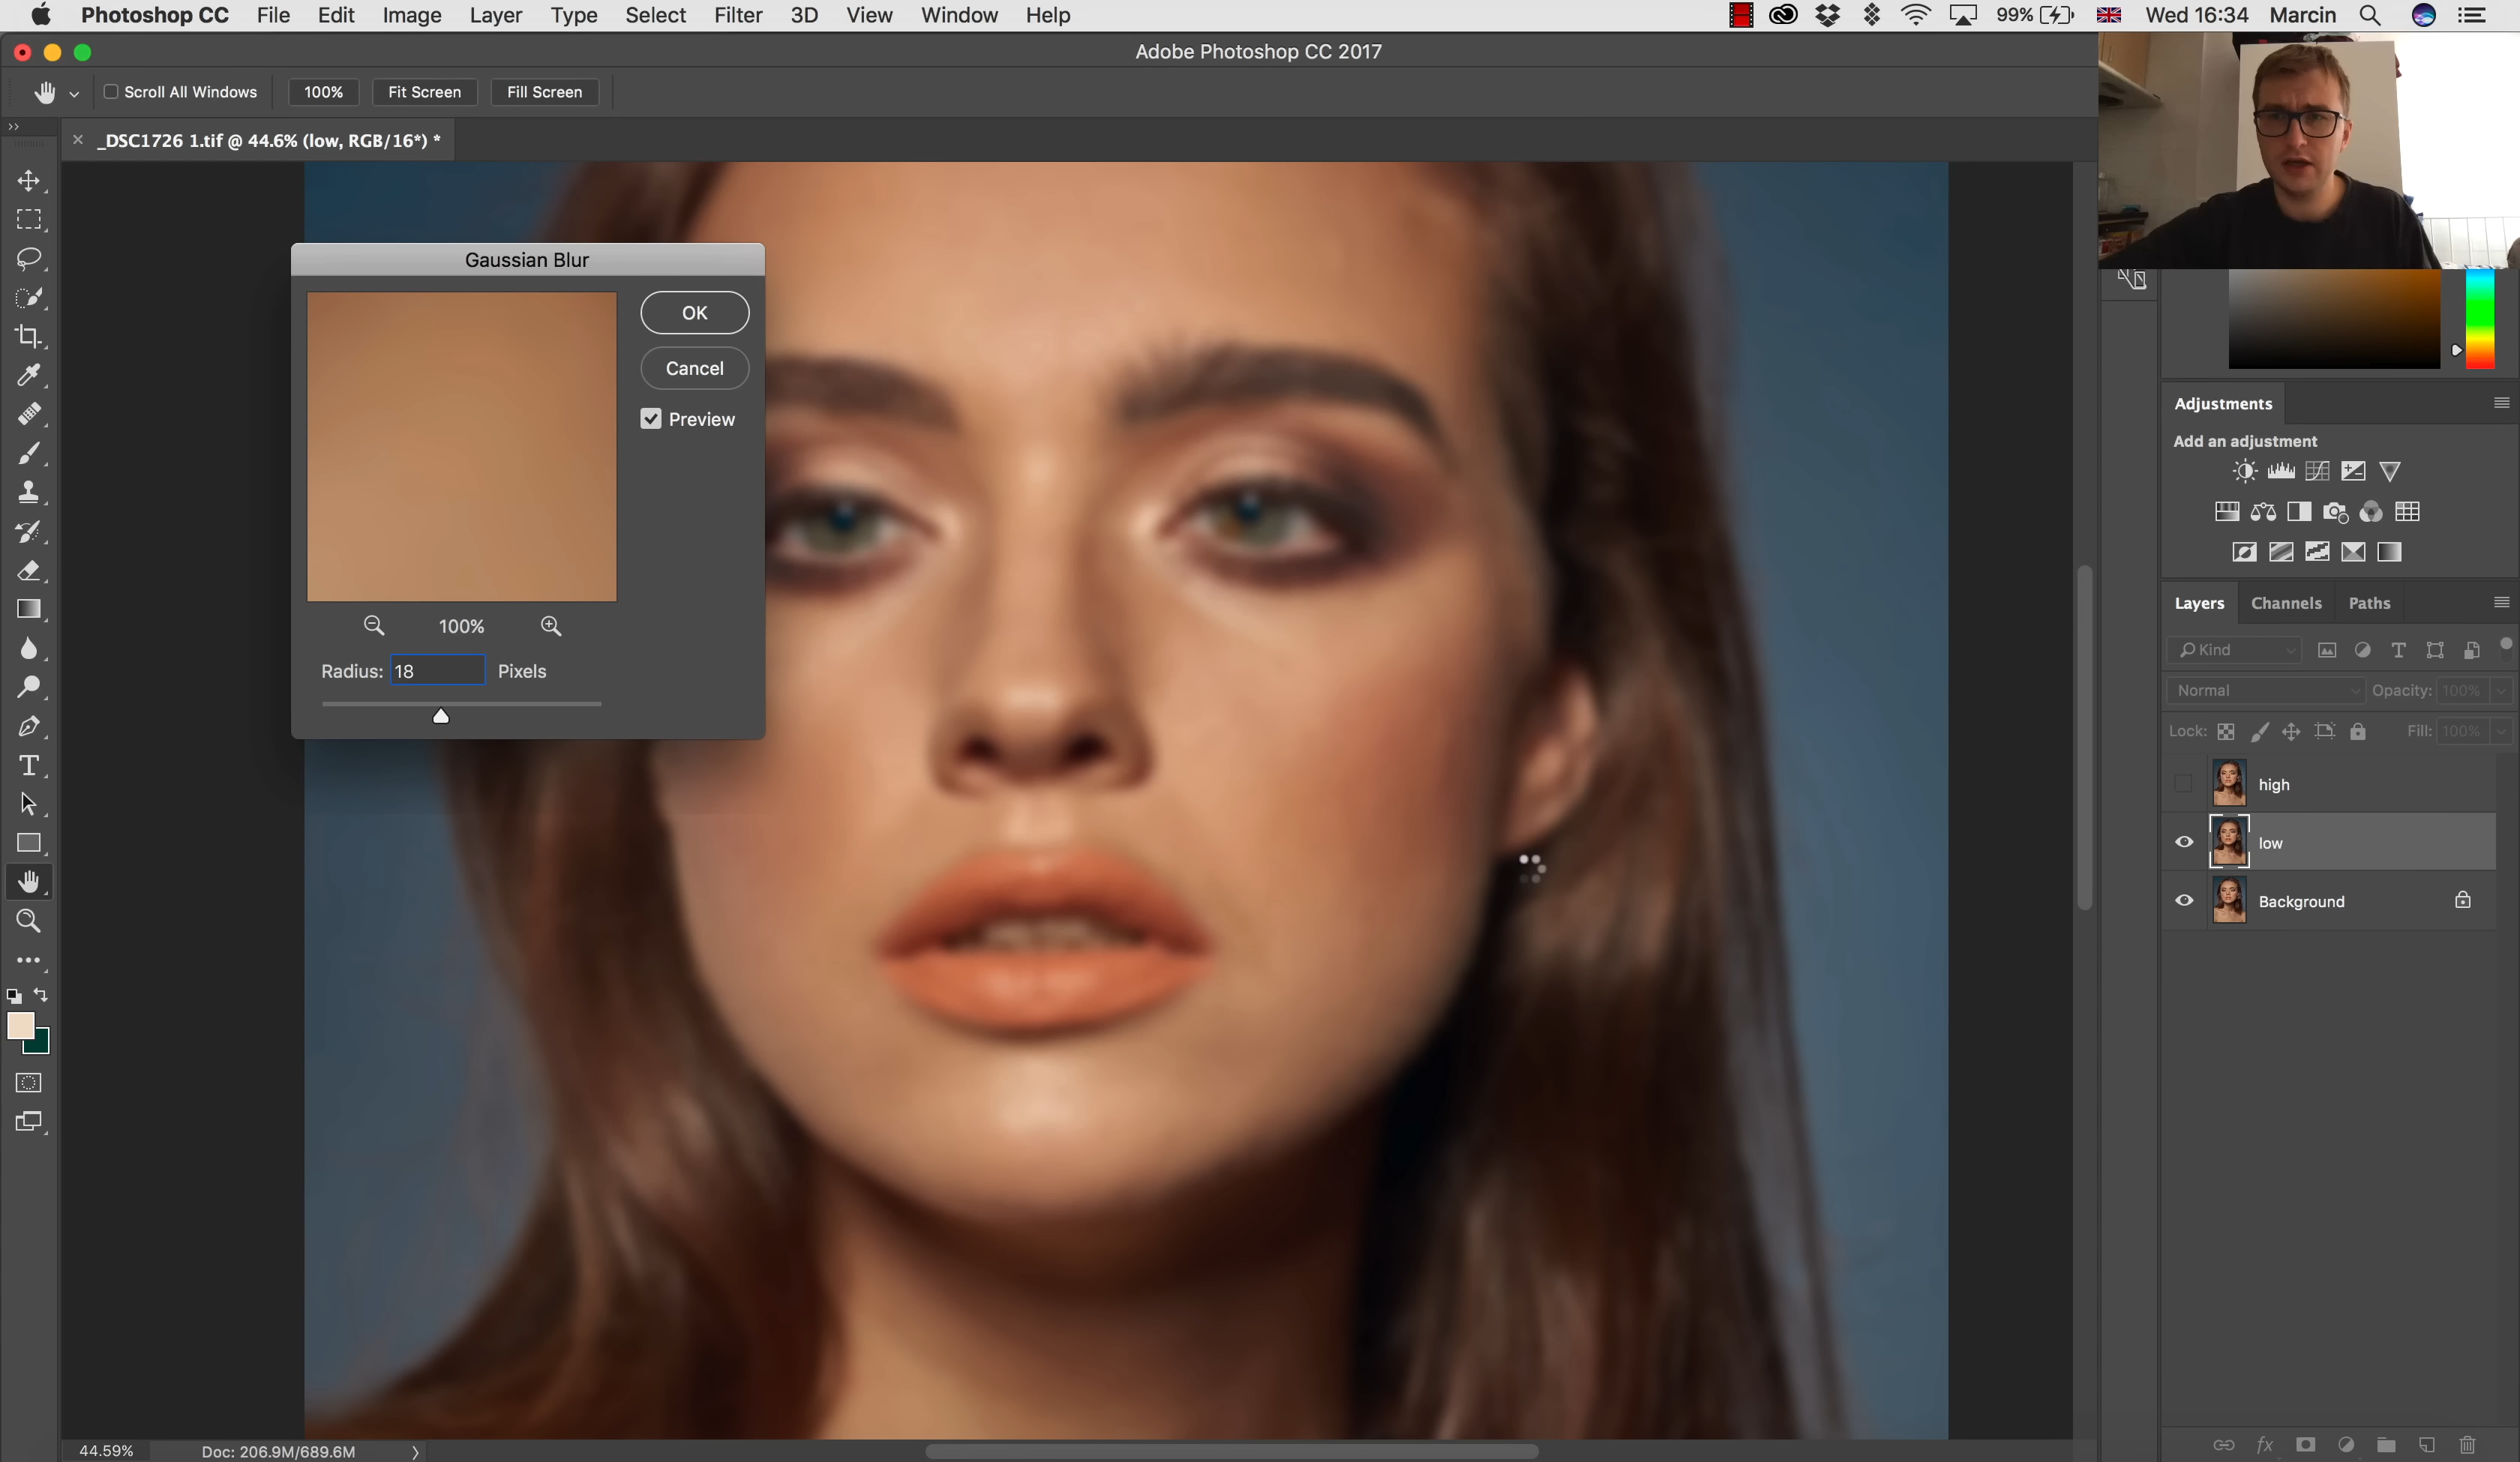 Photoshop CC File Edit Image Layer Type Select Filter 3D View Window Help 99% Wed 16:34 Marcin
Adobe Photoshop CC 2017
Scroll All Windows 100% Fit Screen Fill Screen
_DSC1726 1.tif @ 44.6% (low, RGB/16*) *
Gaussian Blur
OK
Cancel
Preview
100%
Radius: 18 Pixels
Adjustments
Add an adjustment
Layers Channels Paths
Kind
Normal Opacity: 100%
Lock: Fill: 100%
high
low
Background
44.59% Doc: 206.9M/689.6M